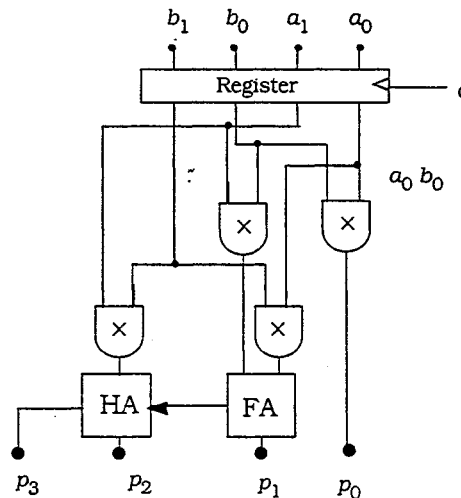 b₁ b₀ a₁ a₀
Register
a₀ b₀
×
×
×
×
HA
FA
p₃ p₂ p₁ p₀